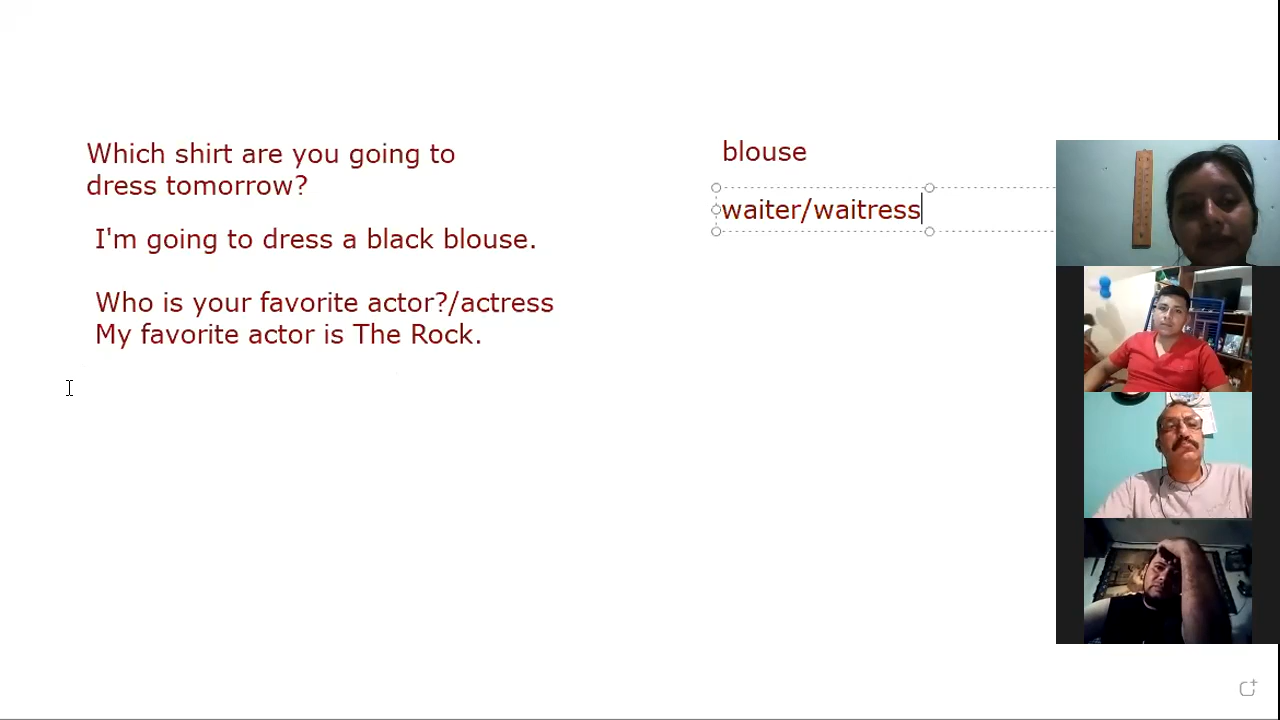 Which shirt are you going to
dress tomorrow?
I'm going to dress a black blouse.
Who is your favorite actor?/actress
My favorite actor is The Rock.
blouse
waiter/waitress